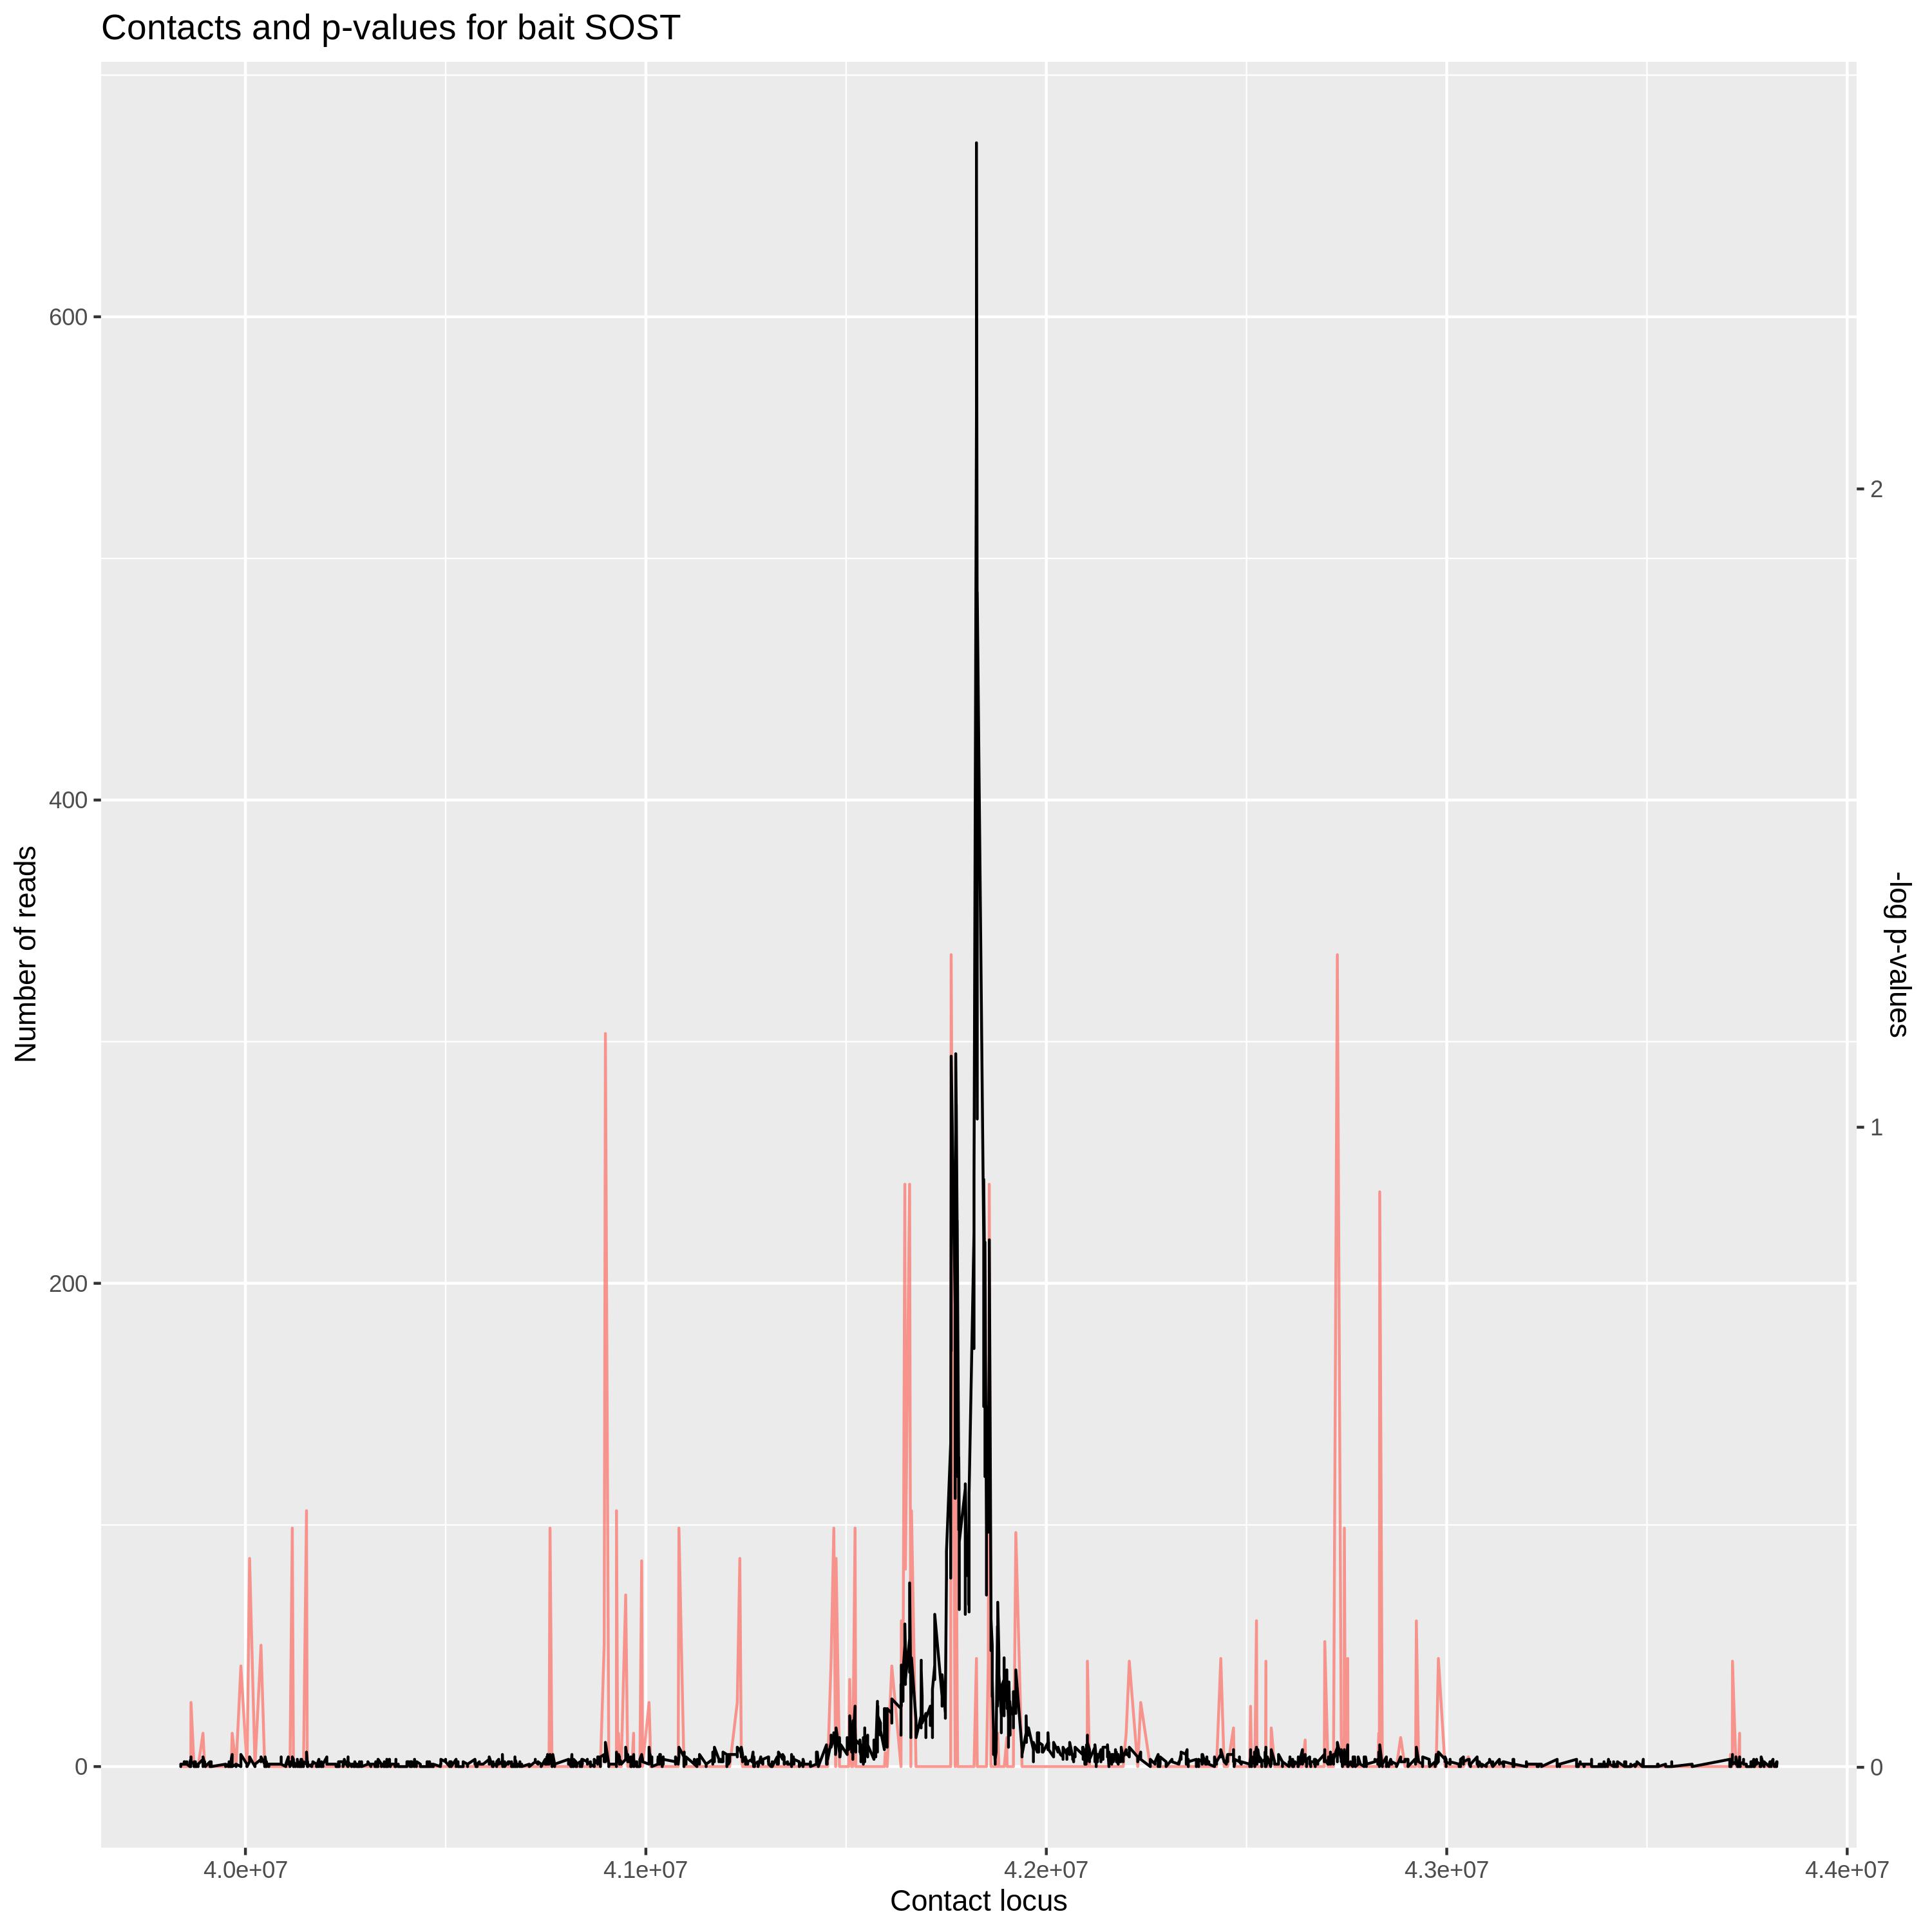 Contacts and p-values for bait SOST
600
400
200
0
Number of reads
2
1
0
-log p-values
4.0e+07
4.1e+07
4.2e+07
4.3e+07
4.4e+07
Contact locus